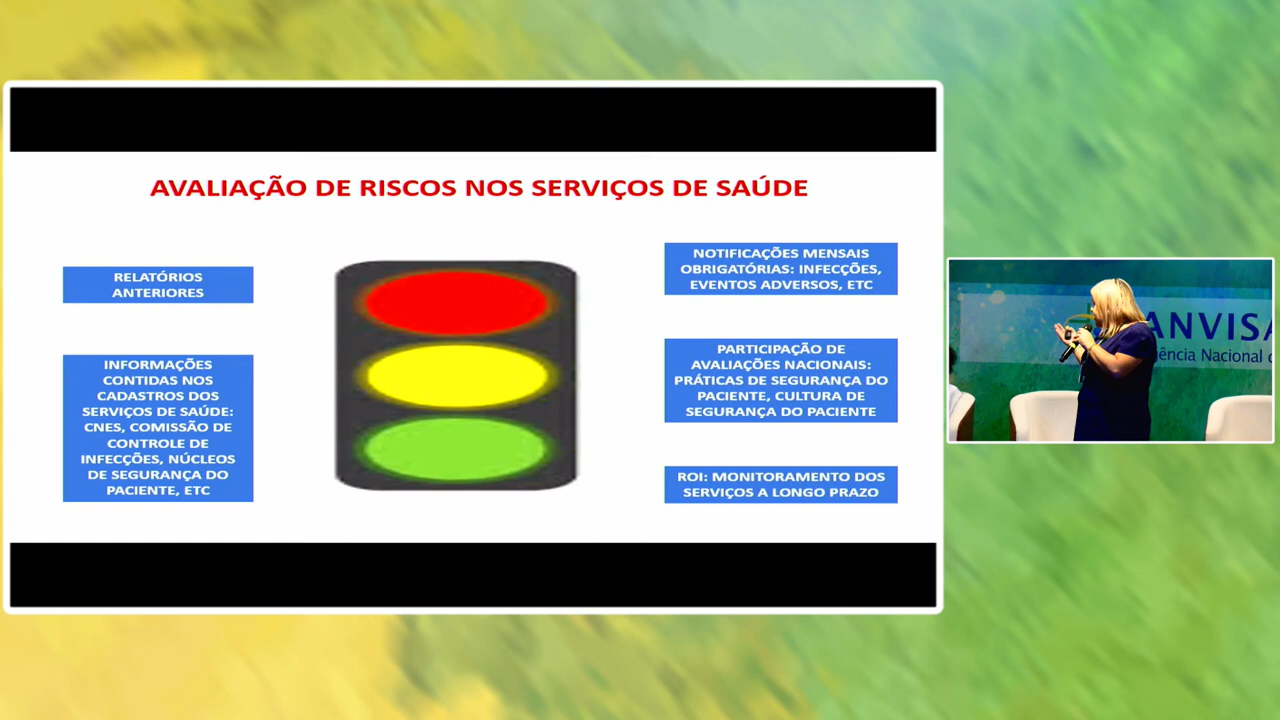 AVALIAÇÃO DE RISCOS NOS SERVIÇOS DE SAÚDE
RELATÓRIOS
ANTERIORES
INFORMAÇÕES
CONTIDAS NOS
CADASTROS DOS
SERVIÇOS DE SAÚDE:
CNES, COMISSÃO DE
CONTROLE DE
INFECÇÕES, NÚCLEOS
DE SEGURANÇA DO
PACIENTE, ETC
NOTIFICAÇÕES MENSAIS
OBRIGATÓRIAS: INFECÇÕES,
EVENTOS ADVERSOS, ETC
PARTICIPAÇÃO DE
AVALIAÇÕES NACIONAIS:
PRÁTICAS DE SEGURANÇA DO
PACIENTE, CULTURA DE
SEGURANÇA DO PACIENTE
ROI: MONITORAMENTO DOS
SERVIÇOS A LONGO PRAZO
ANVISA
ência Nacional